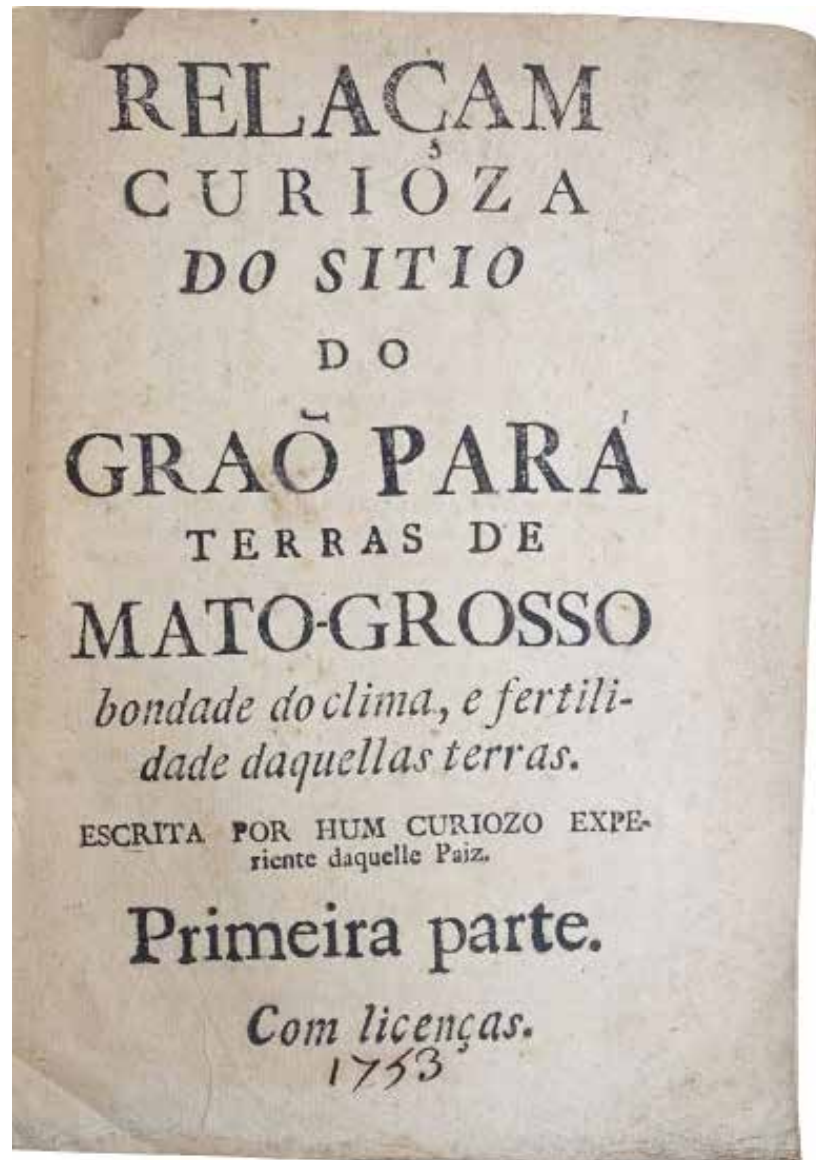 RELAÇAM
CURIOZA
DO SITIO
DO
GRAÕ PARÁ
TERRAS DE
MATO-GROSSO
bondade do clima, e fertili-
dade daquellas terras.
ESCRITA POR HUM CURIOZO EXPE-
riente daquelle Paiz.
Primeira parte.
Com licenças.
1753